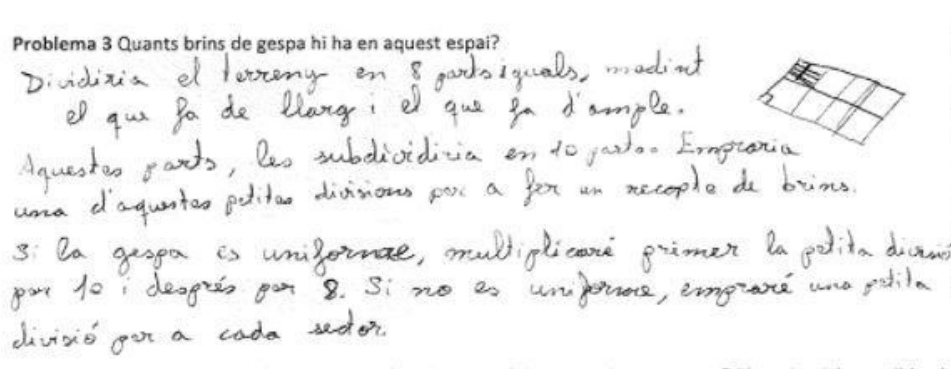 Problema 3 Quants brins de gespa hi ha en aquest espai?
Dividiria el terreny en 8 parts iguals, medint
el que fa de llarg i el que fa d'ample.
Aquestes parts, les subdividiria en 10 parts. Empraria
una d'aquestes petites divisions per a fer un recopte de brins.
Si la gespa és uniforme, multiplicaré primer la petita divisió
per 10 i després per 8. Si no es uniforme, empraré una petita
divisió per a cada sector.